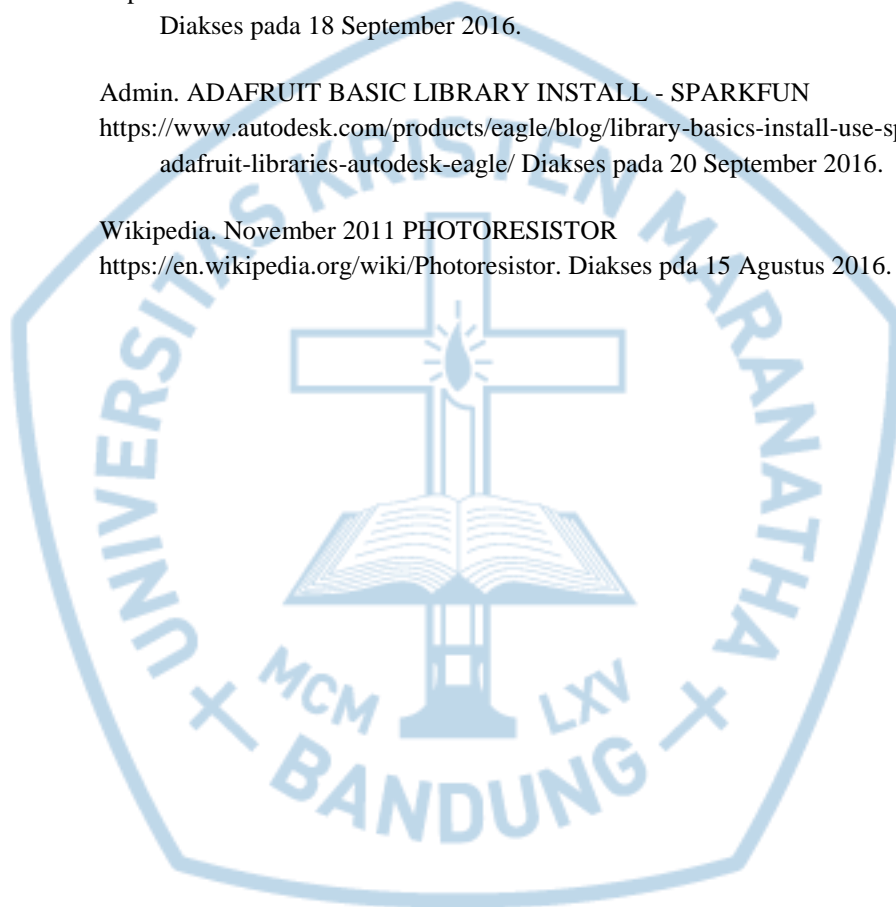 Diakses pada 18 September 2016.
Admin. ADAFRUIT BASIC LIBRARY INSTALL - SPARKFUN
https://www.autodesk.com/products/eagle/blog/library-basics-install-use-sp
adafruit-libraries-autodesk-eagle/ Diakses pada 20 September 2016.
Wikipedia. November 2011 PHOTORESISTOR
https://en.wikipedia.org/wiki/Photoresistor. Diakses pda 15 Agustus 2016.
UNIVERSITAS KRISTEN MARANATHA
MCM LXV
BANDUNG